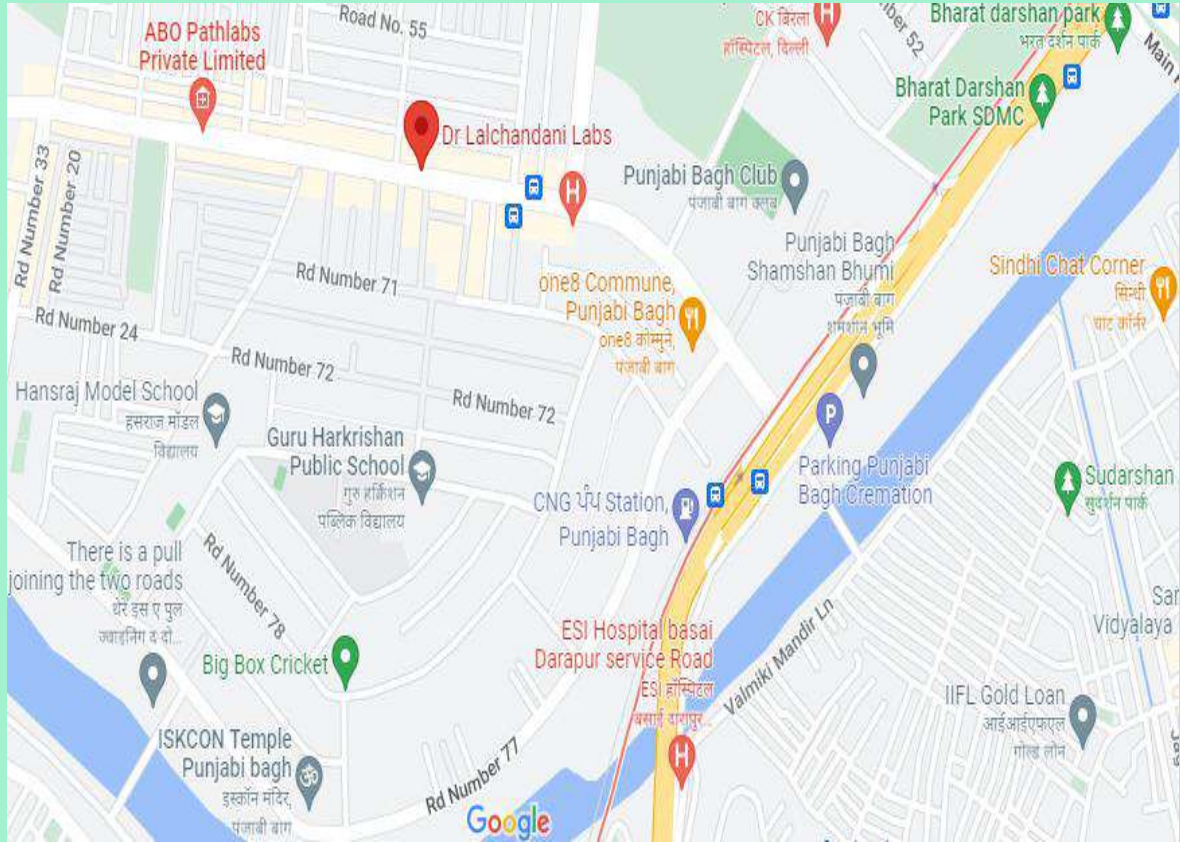 Road No. 55
CK बिरला
हॉस्पिटल, दिल्ली
Number 52
Bharat darshan park
भरत दर्शन पार्क
Main
ABO Pathlabs
Private Limited
Dr Lalchandani Labs
Bharat Darshan
Park SDMC
Rd Number 33
Rd Number 20
H
Punjabi Bagh Club
पंजाबी बाग क्लब
Punjabi Bagh
Shamshan Bhumi
पंजाबी बाग
शमशान भूमि
Sindhi Chat Corner
सिन्धी
चाट कॉर्नर
Rd Number 71
one8 Commune,
Punjabi Bagh
one8 कोम्मुने,
पंजाबी बाग
Rd Number 24
Rd Number 72
Rd Number 72
Hansraj Model School
हंसराज मॉडल
विद्यालय
Guru Harkrishan
Public School
गुरु हर्क्रिशन
पब्लिक विद्यालय
P
Parking Punjabi
Bagh Cremation
CNG ਪੰਪ Station,
Punjabi Bagh
Sudarshan
सुदर्शन पार्क
There is a pull
joining the two roads
थेरे इस ए पुल
ज्वाइनिंग द दो...
Rd Number 78
Big Box Cricket
ESI Hospital basai
Darapur service Road
ESI हॉस्पिटल
बसाई दारापुर...
H
Valmiki Mandir Ln
Vidyalaya
IIFL Gold Loan
आईआईएफएल
गोल्ड लोन
ISKCON Temple
Punjabi bagh
इस्कॉन मंदिर,
पंजाबी बाग
Rd Number 77
Google